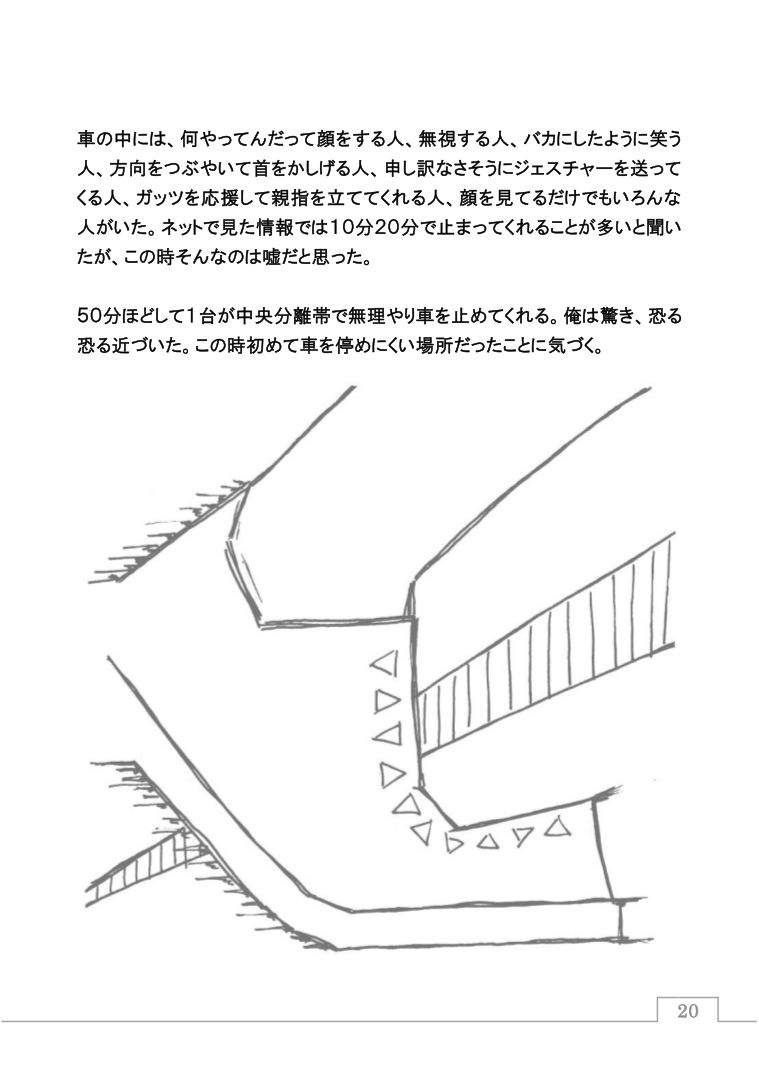 車の中には、何やってんだって顔をする人、無視する人、バカにしたように笑う
人、方向をつぶやいて首をかしげる人、申し訳なさそうにジェスチャーを送って
くる人、ガッツを応援して親指を立ててくれる人、顔を見てるだけでもいろんな
人がいた。ネットで見た情報では10分20分で止まってくれることが多いと聞い
たが、この時そんなのは嘘だと思った。
50分ほどして1台が中央分離帯で無理やり車を止めてくれる。俺は驚き、恐る
恐る近づいた。この時初めて車を停めにくい場所だったことに気づく。
20